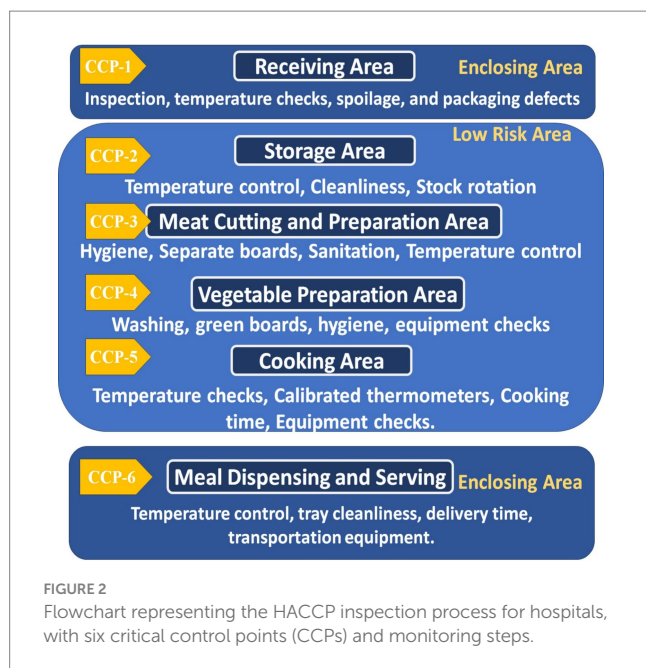 CCP-1 Receiving Area Enclosing Area
Inspection, temperature checks, spoilage, and packaging defects
Low Risk Area
CCP-2 Storage Area
Temperature control, Cleanliness, Stock rotation
CCP-3 Meat Cutting and Preparation Area
Hygiene, Separate boards, Sanitation, Temperature control
CCP-4 Vegetable Preparation Area
Washing, green boards, hygiene, equipment checks
CCP-5 Cooking Area
Temperature checks, Calibrated thermometers, Cooking
time, Equipment checks.
CCP-6 Meal Dispensing and Serving Enclosing Area
Temperature control, tray cleanliness, delivery time,
transportation equipment.
FIGURE 2
Flowchart representing the HACCP inspection process for hospitals,
with six critical control points (CCPs) and monitoring steps.